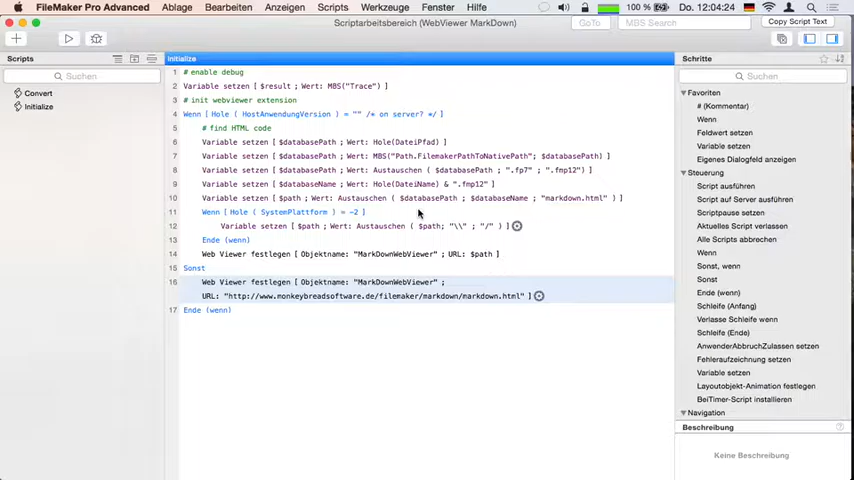 FileMaker Pro Advanced Ablage Bearbeiten Anzeigen Scripts Werkzeuge Fenster Hilfe 100 % Do. 12:04:24
Scriptarbeitsbereich (WebViewer MarkDown) GoTo MBS Search Copy Script Text
Scripts Initialize Schritte
Suchen
Convert
Initialize
1 # enable debug
2 Variable setzen [ $result ; Wert: MBS("Trace") ]
3 # init webviewer extension
4 Wenn [ Hole ( HostAnwendungVersion ) = "" /* on server? */ ]
5 # find HTML code
6 Variable setzen [ $databasePath ; Wert: Hole(DateiPfad) ]
7 Variable setzen [ $databasePath ; Wert: MBS("Path.FilemakerPathToNativePath"; $databasePath) ]
8 Variable setzen [ $databasePath ; Wert: Austauschen ( $databasePath ; ".fp7" ; ".fmp12") ]
9 Variable setzen [ $databaseName ; Wert: Hole(DateiName) & ".fmp12" ]
10 Variable setzen [ $path ; Wert: Austauschen ( $databasePath ; $databaseName ; "markdown.html" ) ]
11 Wenn [ Hole ( SystemPlattform ) = -2 ]
12 Variable setzen [ $path ; Wert: Austauschen ( $path; "\\" ; "/" ) ]
13 Ende (wenn)
14 Web Viewer festlegen [ Objektname: "MarkDownWebViewer" ; URL: $path ]
15 Sonst
16 Web Viewer festlegen [ Objektname: "MarkDownWebViewer" ;
URL: "http://www.monkeybreadsoftware.de/filemaker/markdown/markdown.html" ]
17 Ende (wenn)
Suchen
Favoriten
# (Kommentar)
Wenn
Feldwert setzen
Variable setzen
Eigenes Dialogfeld anzeigen
Steuerung
Script ausführen
Script auf Server ausführen
Scriptpause setzen
Aktuelles Script verlassen
Alle Scripts abbrechen
Wenn
Sonst, wenn
Sonst
Ende (wenn)
Schleife (Anfang)
Verlasse Schleife wenn
Schleife (Ende)
AnwenderAbbruchZulassen setzen
Fehleraufzeichnung setzen
Variable setzen
Layoutobjekt-Animation festlegen
BeiTimer-Script installieren
Navigation
Beschreibung
Keine Beschreibung